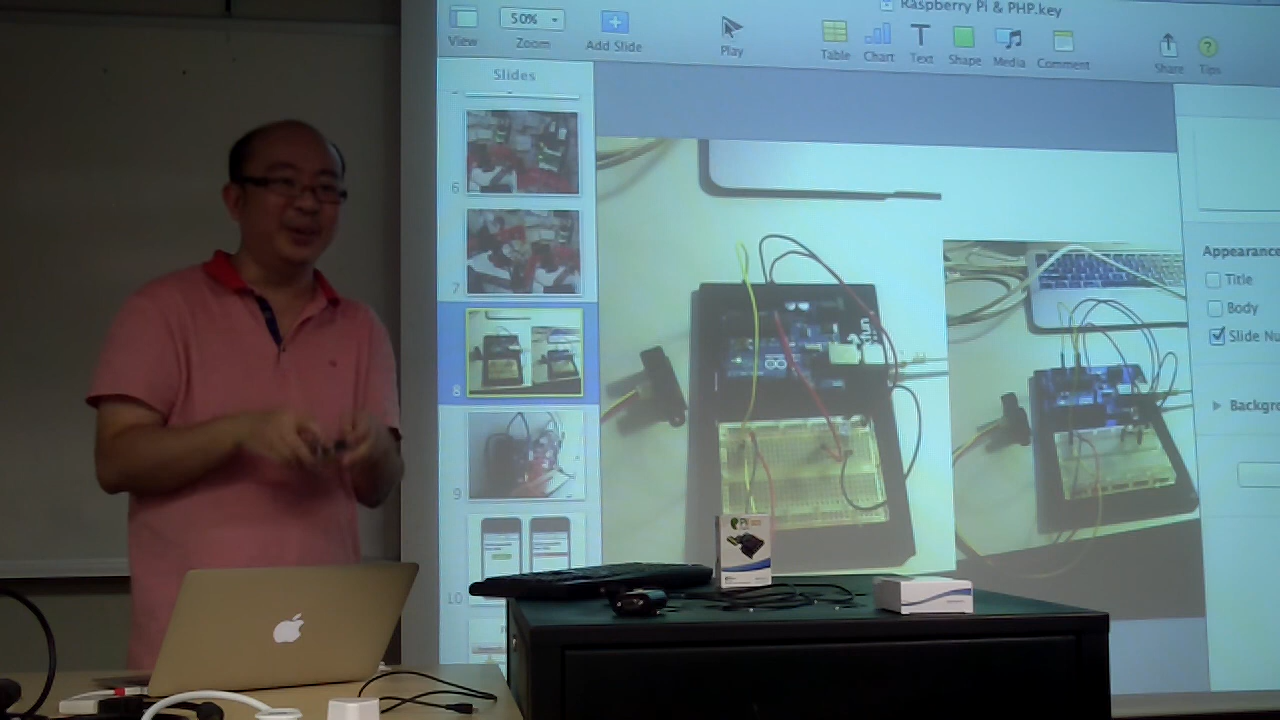 Raspberry Pi & PHP.key
50%
View
Zoom
Add Slide
Play
Table
Chart
Text
Shape
Media
Comment
Share
Tips
Slides
6
7
8
9
10
Appearance
Title
Body
Slide Nu
Backgro